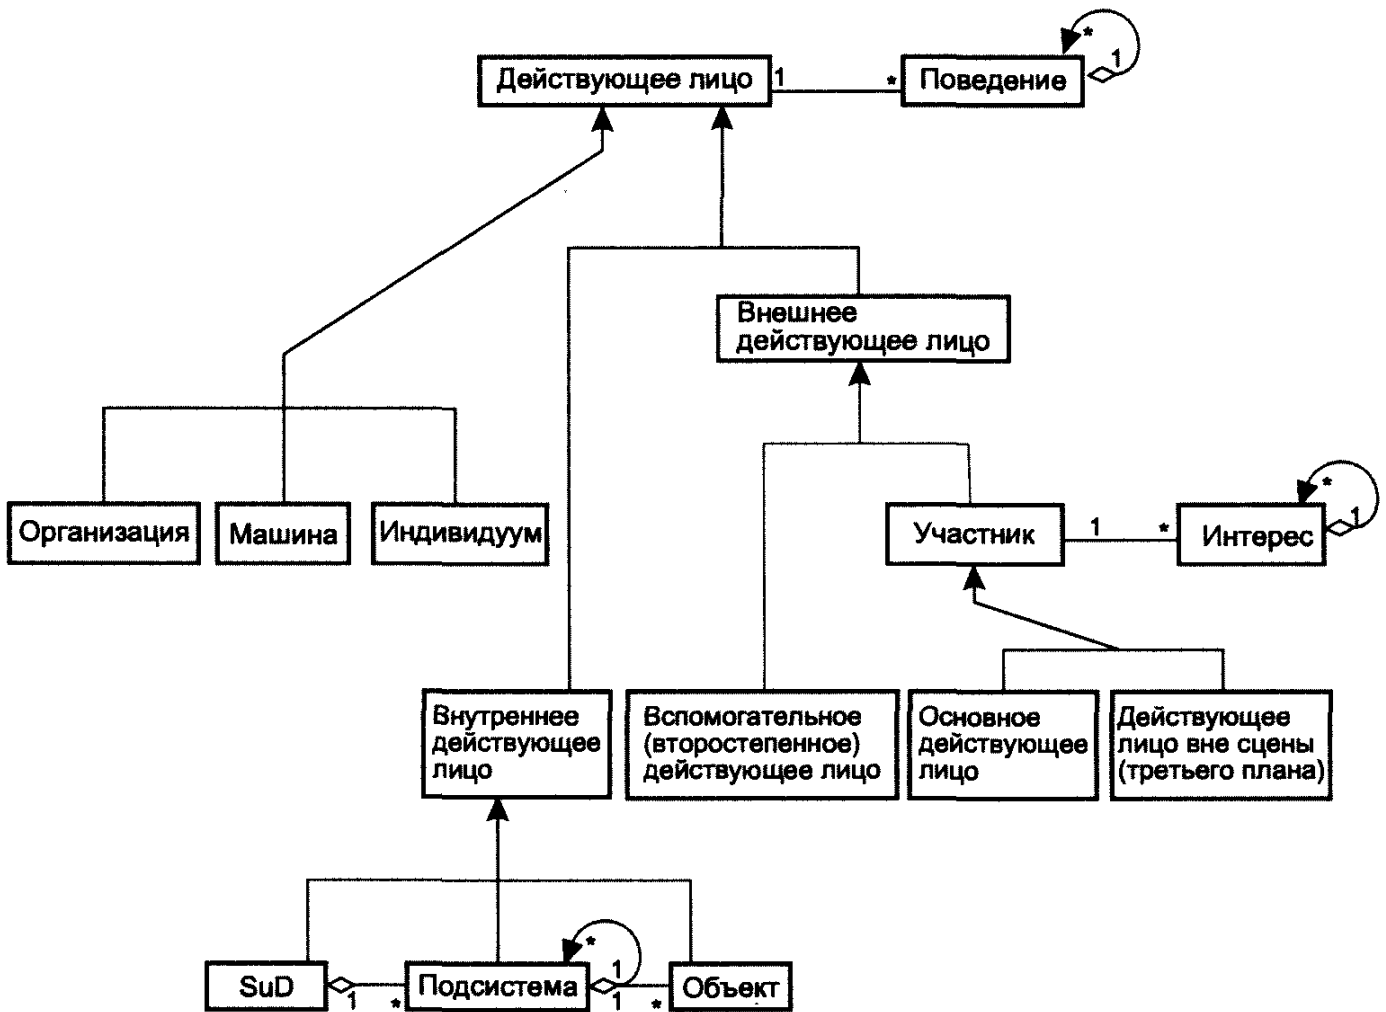 *
1
Действующее лицо
1
*
Поведение
Внешнее
действующее лицо
*
1
Организация
Машина
Индивидуум
Участник
1
*
Интерес
Внутреннее
действующее
лицо
Вспомогательное
(второстепенное)
действующее лицо
Основное
действующее
лицо
Действующее
лицо вне сцены
(третьего плана)
*
1
SuD
1
*
Подсистема
1
*
Объект